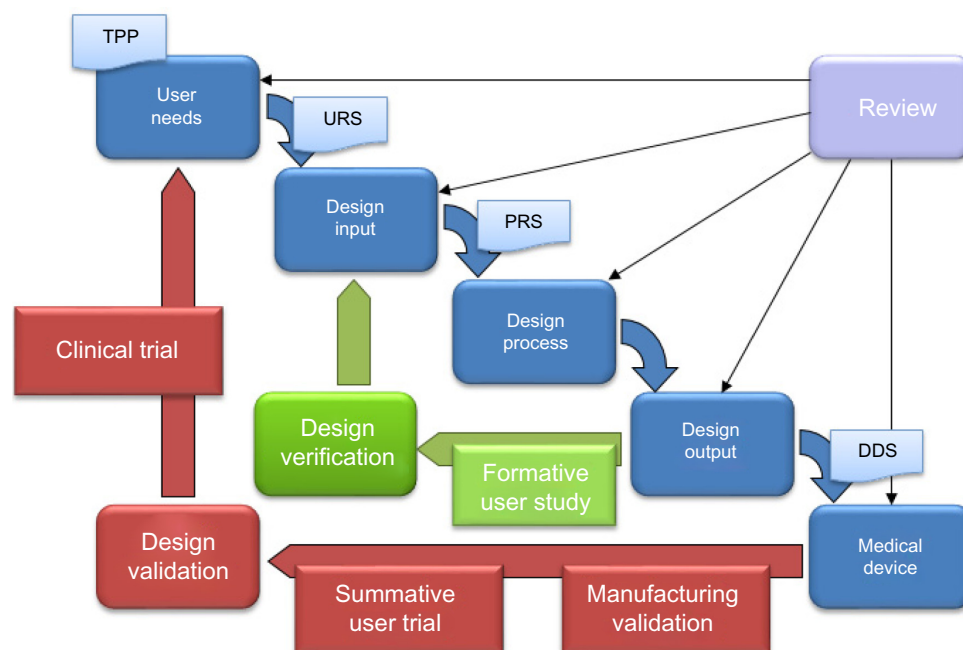 TPP
User
needs
URS
Review
Design
input
PRS
Design
process
Clinical trial
Design
verification
Formative
user study
Design
output
DDS
Design
validation
Summative
user trial
Manufacturing
validation
Medical
device